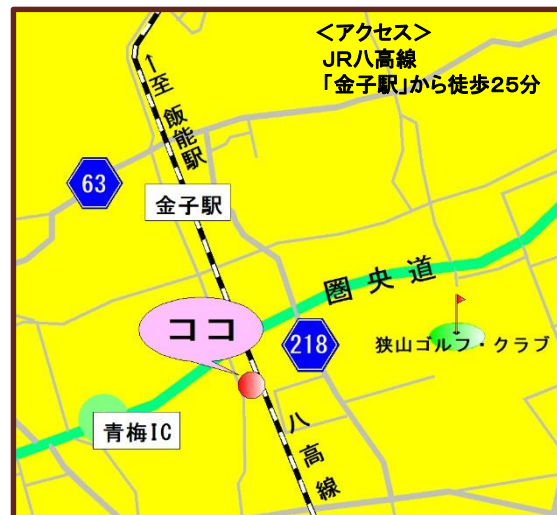 ＜アクセス＞
JR八高線
「金子駅」から徒歩25分
←至 飯能駅
63
金子駅
圏央道
ココ
218
狭山ゴルフ・クラブ
青梅IC
八高線